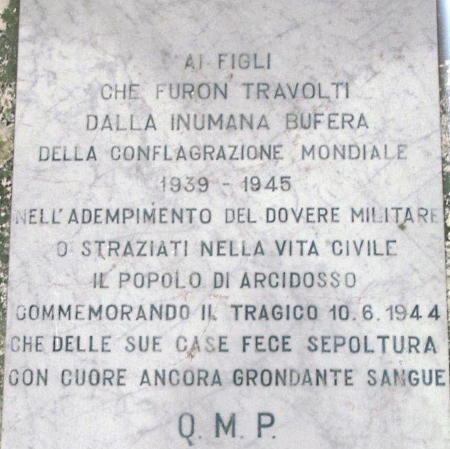 AI FIGLI
CHE FURON TRAVOLTI
DALLA INUMANA BUFERA
DELLA CONFLAGRAZIONE MONDIALE
1939 - 1945
NELL'ADEMPIMENTO DEL DOVERE MILITARE
O' STRAZIATI NELLA VITA CIVILE
IL POPOLO DI ARCIDOSSO
COMMEMORANDO IL TRAGICO 10.6.1944
CHE DELLE SUE CASE FECE SEPOLTURA
CON CUORE ANCORA GRONDANTE SANGUE
Q. M. P.